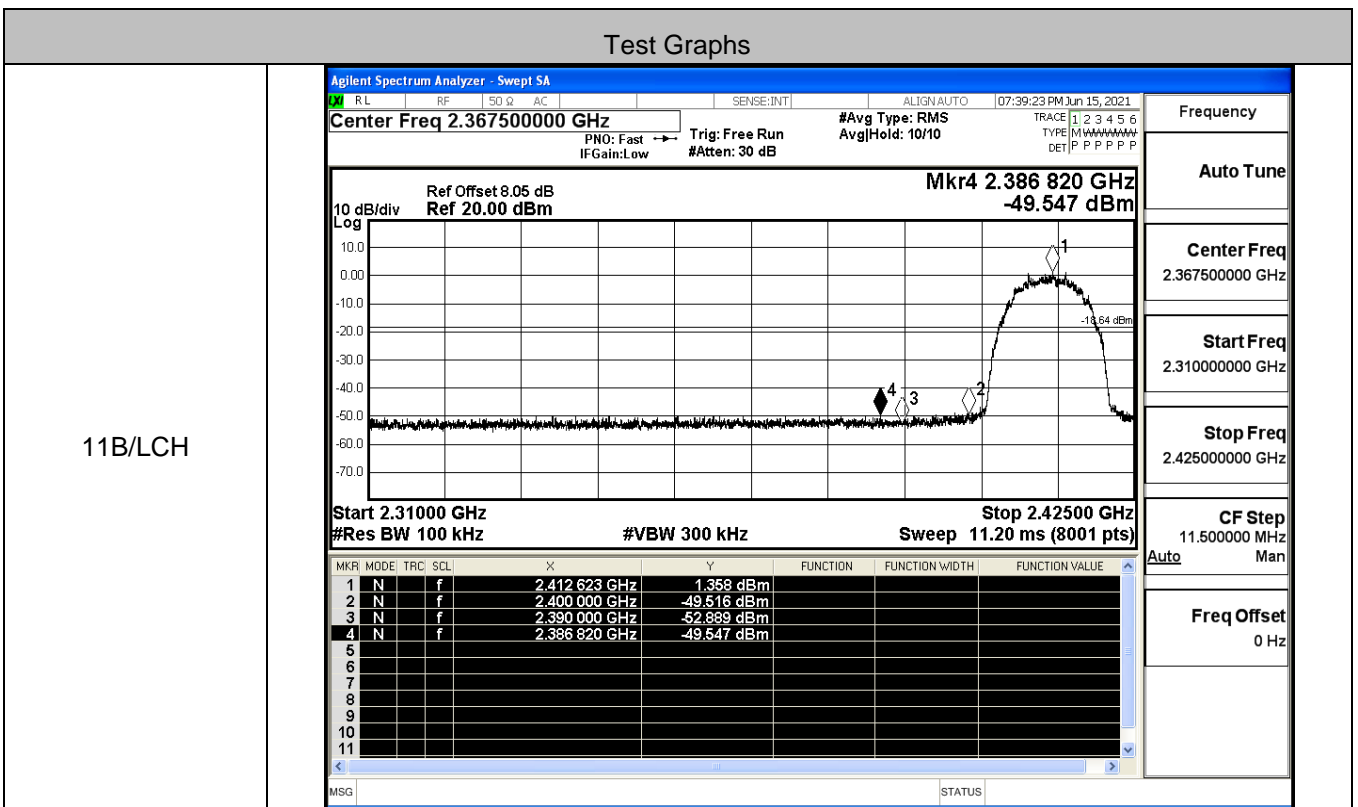 Test Graphs
11B/LCH
Agilent Spectrum Analyzer - Swept SA
LXI RL RF 50 Ω AC SENSE:INT ALIGN AUTO 07:39:23 PM Jun 15, 2021
Center Freq 2.367500000 GHz
PNO: Fast
IFGain:Low
Trig: Free Run
#Atten: 30 dB
#Avg Type: RMS
Avg|Hold: 10/10
TRACE 1 2 3 4 5 6
TYPE M W W W W W
DET P P P P P P
Mkr4 2.386 820 GHz
-49.547 dBm
Ref Offset 8.05 dB
10 dB/div Ref 20.00 dBm
Log
10.0
0.00
-10.0
-20.0
-30.0
-40.0
-50.0
-60.0
-70.0
1
-18.64 dBm
4
3
2
Start 2.31000 GHz Stop 2.42500 GHz
#Res BW 100 kHz #VBW 300 kHz Sweep 11.20 ms (8001 pts)
MKR MODE TRC SCL X Y FUNCTION FUNCTION WIDTH FUNCTION VALUE
1 N f 2.412 623 GHz 1.358 dBm
2 N f 2.400 000 GHz -49.516 dBm
3 N f 2.390 000 GHz -52.889 dBm
4 N f 2.386 820 GHz -49.547 dBm
5
6
7
8
9
10
11
MSG STATUS
Frequency
Auto Tune
Center Freq
2.367500000 GHz
Start Freq
2.310000000 GHz
Stop Freq
2.425000000 GHz
CF Step
11.500000 MHz
Auto Man
Freq Offset
0 Hz